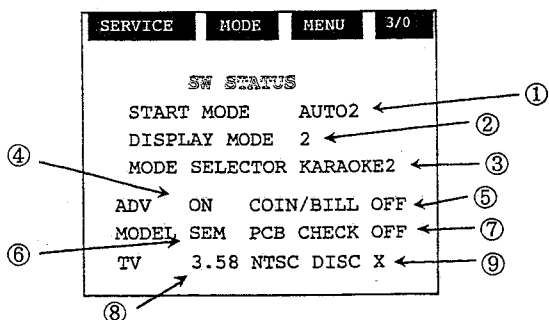 SERVICE MODE MENU 3/0
SW STATUS
START MODE AUTO2 ①
DISPLAY MODE 2 ②
MODE SELECTOR KARAOKE2 ③
④ ADV ON COIN/BILL OFF ⑤
⑥ MODEL SEM PCB CHECK OFF ⑦
TV 3.58 NTSC DISC X ⑨
⑧